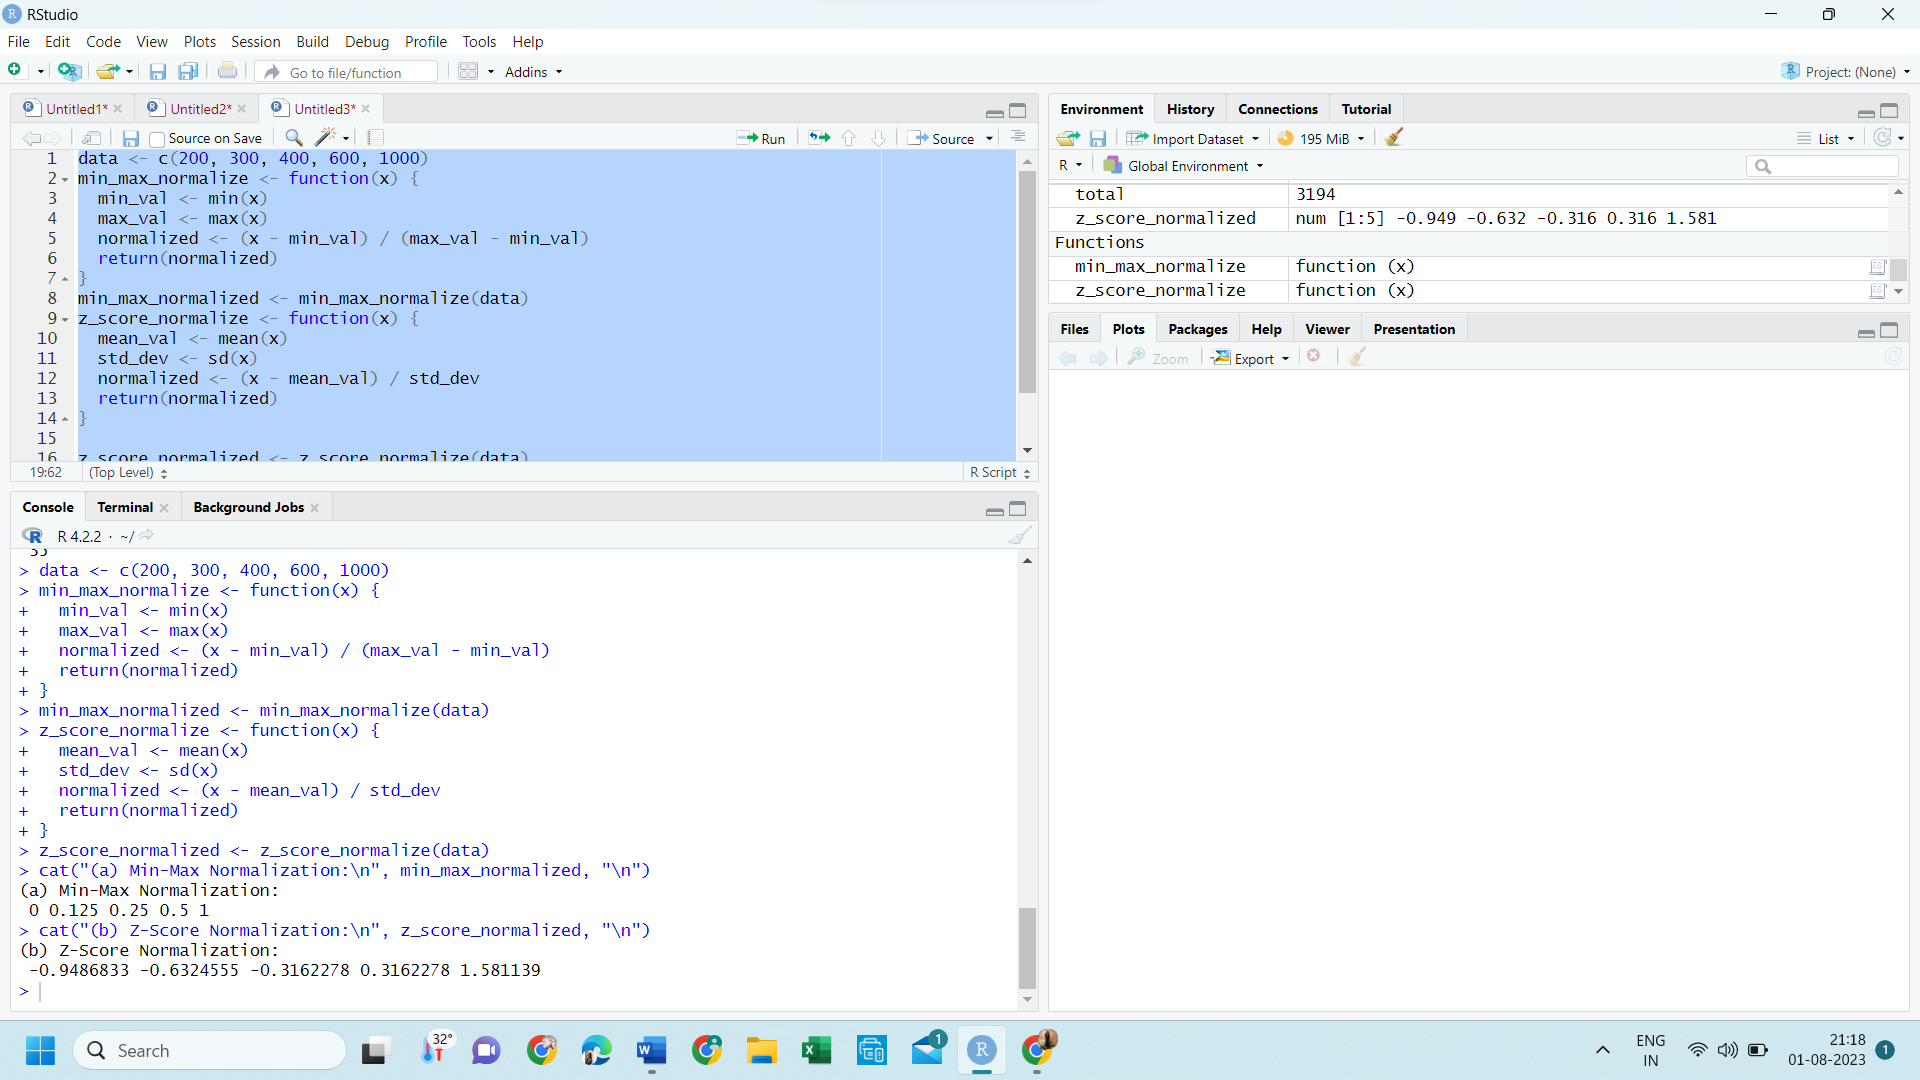 RStudio
File Edit Code View Plots Session Build Debug Profile Tools Help
Go to file/function Addins Project: (None)
Untitled1* Untitled2* Untitled3*
Source on Save Run Source
1 data <- c(200, 300, 400, 600, 1000)
2 min_max_normalize <- function(x) {
3 min_val <- min(x)
4 max_val <- max(x)
5 normalized <- (x - min_val) / (max_val - min_val)
6 return(normalized)
7 }
8 min_max_normalized <- min_max_normalize(data)
9 z_score_normalize <- function(x) {
10 mean_val <- mean(x)
11 std_dev <- sd(x)
12 normalized <- (x - mean_val) / std_dev
13 return(normalized)
14 }
15
16 z_score_normalized <- z_score_normalize(data)
19:62 (Top Level) R Script
Console Terminal Background Jobs
R 4.2.2 · ~/
35
> data <- c(200, 300, 400, 600, 1000)
> min_max_normalize <- function(x) {
+ min_val <- min(x)
+ max_val <- max(x)
+ normalized <- (x - min_val) / (max_val - min_val)
+ return(normalized)
+ }
> min_max_normalized <- min_max_normalize(data)
> z_score_normalize <- function(x) {
+ mean_val <- mean(x)
+ std_dev <- sd(x)
+ normalized <- (x - mean_val) / std_dev
+ return(normalized)
+ }
> z_score_normalized <- z_score_normalize(data)
> cat("(a) Min-Max Normalization:\n", min_max_normalized, "\n")
(a) Min-Max Normalization:
0 0.125 0.25 0.5 1
> cat("(b) Z-Score Normalization:\n", z_score_normalized, "\n")
(b) Z-Score Normalization:
-0.9486833 -0.6324555 -0.3162278 0.3162278 1.581139
>
Environment History Connections Tutorial
Import Dataset 195 MiB List
R Global Environment
total 3194
z_score_normalized num [1:5] -0.949 -0.632 -0.316 0.316 1.581
Functions
min_max_normalize function (x)
z_score_normalize function (x)
Files Plots Packages Help Viewer Presentation
Zoom Export
Search
32°
1
ENG
IN
21:18
01-08-2023
1